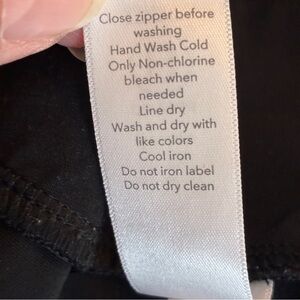 Close zipper before
washing
Hand Wash Cold
Only Non-chlorine
bleach when
needed
Line dry
Wash and dry with
like colors
Cool iron
Do not iron label
Do not dry clean